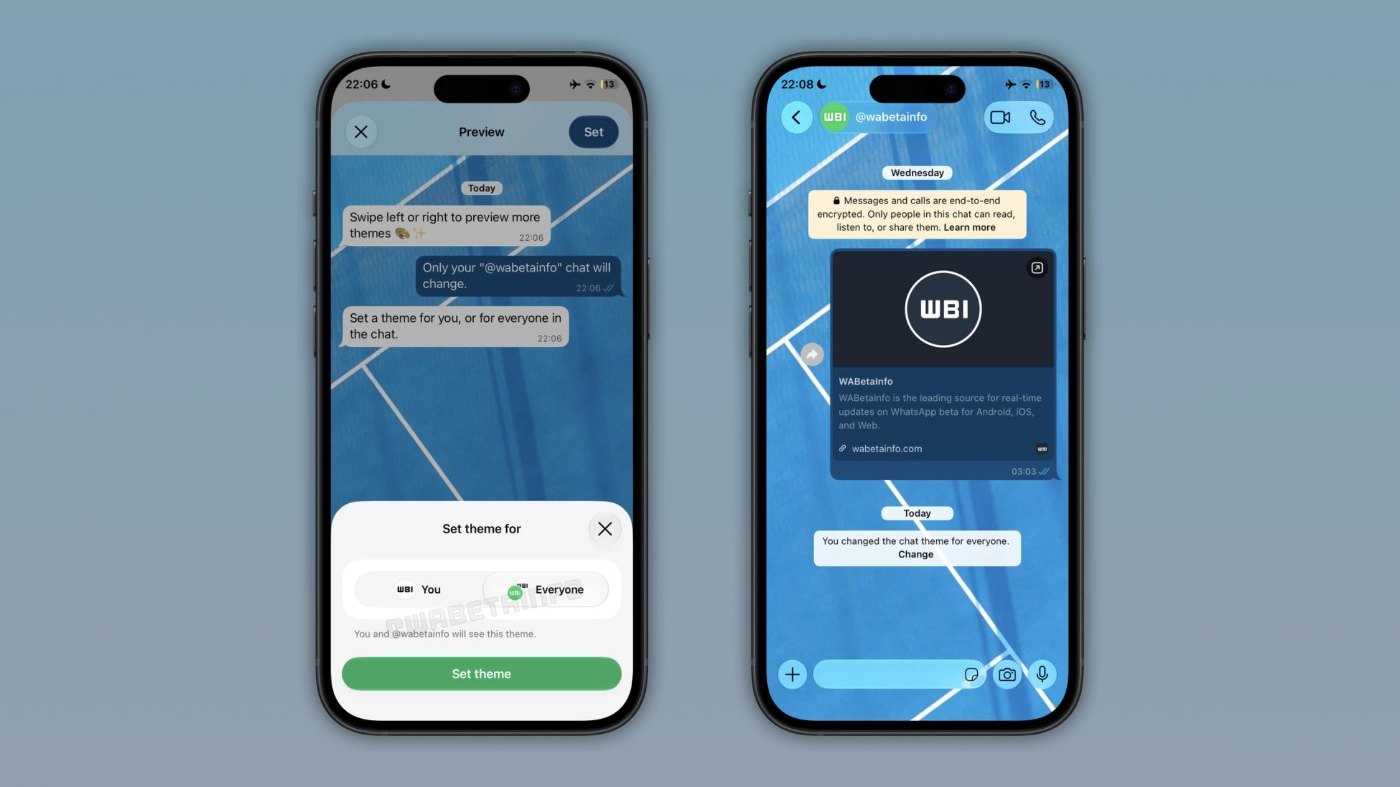 22:06
13
Preview
Set
Today
Swipe left or right to preview more
themes 🎨✨
22:06
Only your "@wabetainfo" chat will
change.
22:06
Set a theme for you, or for everyone in
the chat.
22:06
Set theme for
WBI You
WBI WBI Everyone
@WABETAINFO
You and @wabetainfo will see this theme.
Set theme
22:08
13
WBI @wabetainfo
Wednesday
Messages and calls are end-to-end
encrypted. Only people in this chat can read,
listen to, or share them. Learn more
WBI
WABetaInfo
WABetaInfo is the leading source for real-time
updates on WhatsApp beta for Android, iOS,
and Web.
wabetainfo.com WBI
03:03
Today
You changed the chat theme for everyone.
Change